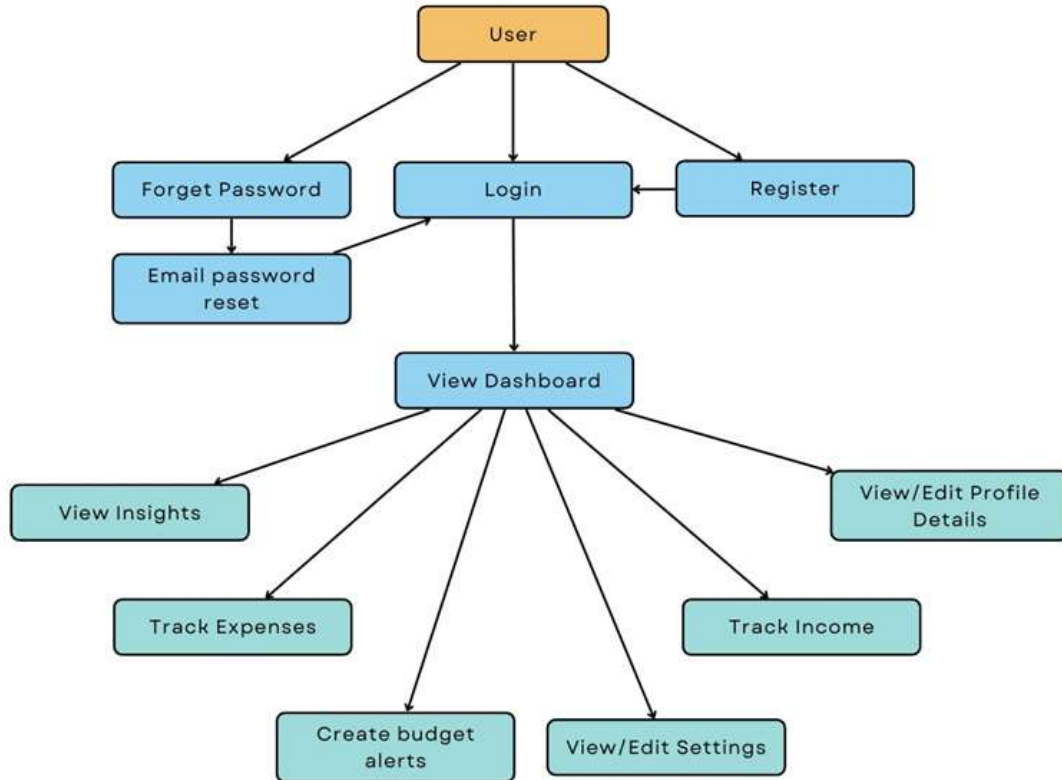 User
Forget Password
Login
Register
Email password
reset
View Dashboard
View Insights
View/Edit Profile
Details
Track Expenses
Track Income
Create budget
alerts
View/Edit Settings